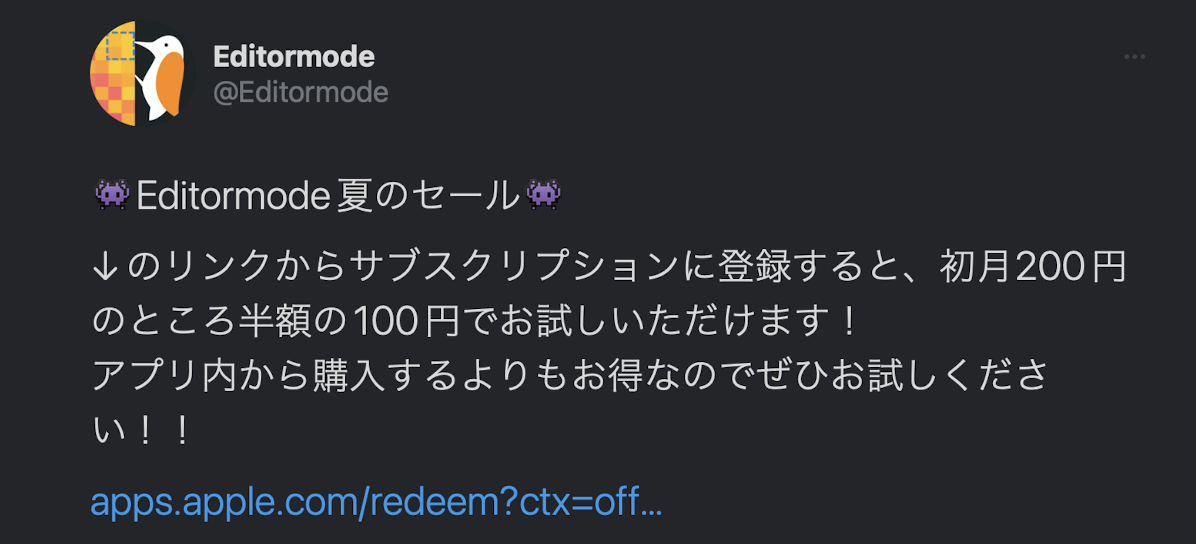 Editormode
@Editormode
👾Editormode夏のセール👾
↓のリンクからサブスクリプションに登録すると、初月200円
のところ半額の100円でお試しいただけます！
アプリ内から購入するよりもお得なのでぜひお試しくださ
い！！
apps.apple.com/redeem?ctx=off…